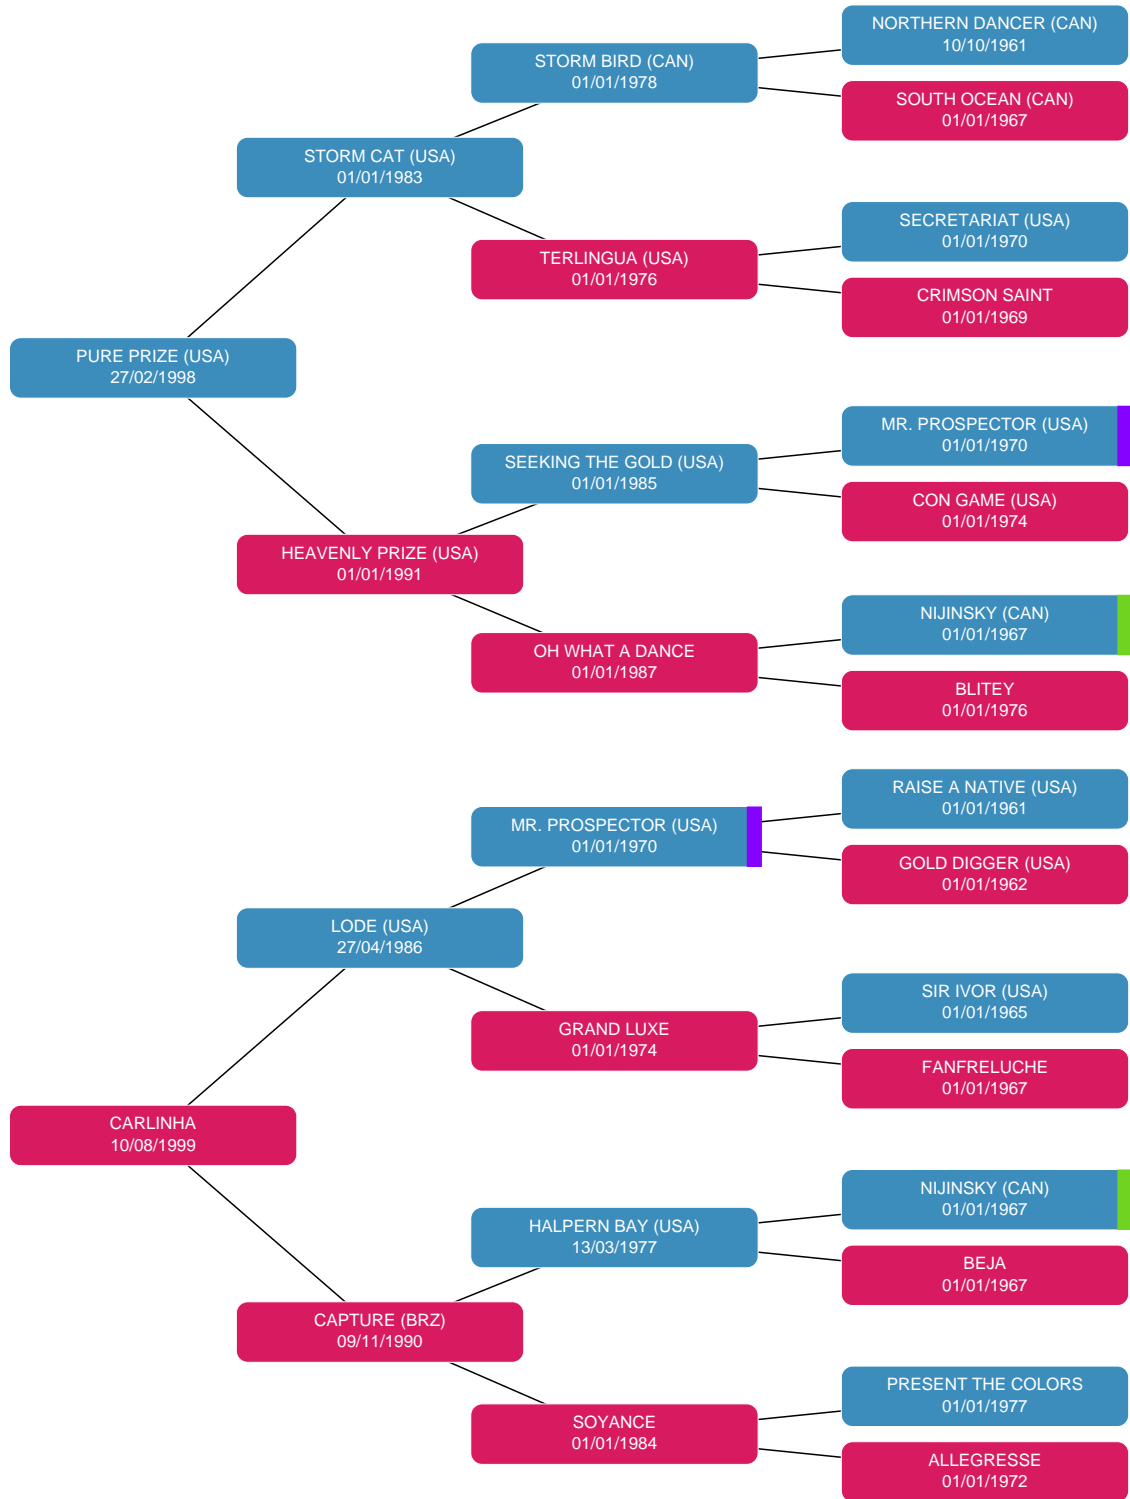 NORTHERN DANCER (CAN)
10/10/1961
STORM BIRD (CAN)
01/01/1978
SOUTH OCEAN (CAN)
01/01/1967
STORM CAT (USA)
01/01/1983
SECRETARIAT (USA)
01/01/1970
TERLINGUA (USA)
01/01/1976
CRIMSON SAINT
01/01/1969
PURE PRIZE (USA)
27/02/1998
MR. PROSPECTOR (USA)
01/01/1970
SEEKING THE GOLD (USA)
01/01/1985
CON GAME (USA)
01/01/1974
HEAVENLY PRIZE (USA)
01/01/1991
NIJINSKY (CAN)
01/01/1967
OH WHAT A DANCE
01/01/1987
BLITEY
01/01/1976
RAISE A NATIVE (USA)
01/01/1961
MR. PROSPECTOR (USA)
01/01/1970
GOLD DIGGER (USA)
01/01/1962
LODE (USA)
27/04/1986
SIR IVOR (USA)
01/01/1965
GRAND LUXE
01/01/1974
FANFRELUCHE
01/01/1967
CARLINHA
10/08/1999
NIJINSKY (CAN)
01/01/1967
HALPERN BAY (USA)
13/03/1977
BEJA
01/01/1967
CAPTURE (BRZ)
09/11/1990
PRESENT THE COLORS
01/01/1977
SOYANCE
01/01/1984
ALLEGRESSE
01/01/1972